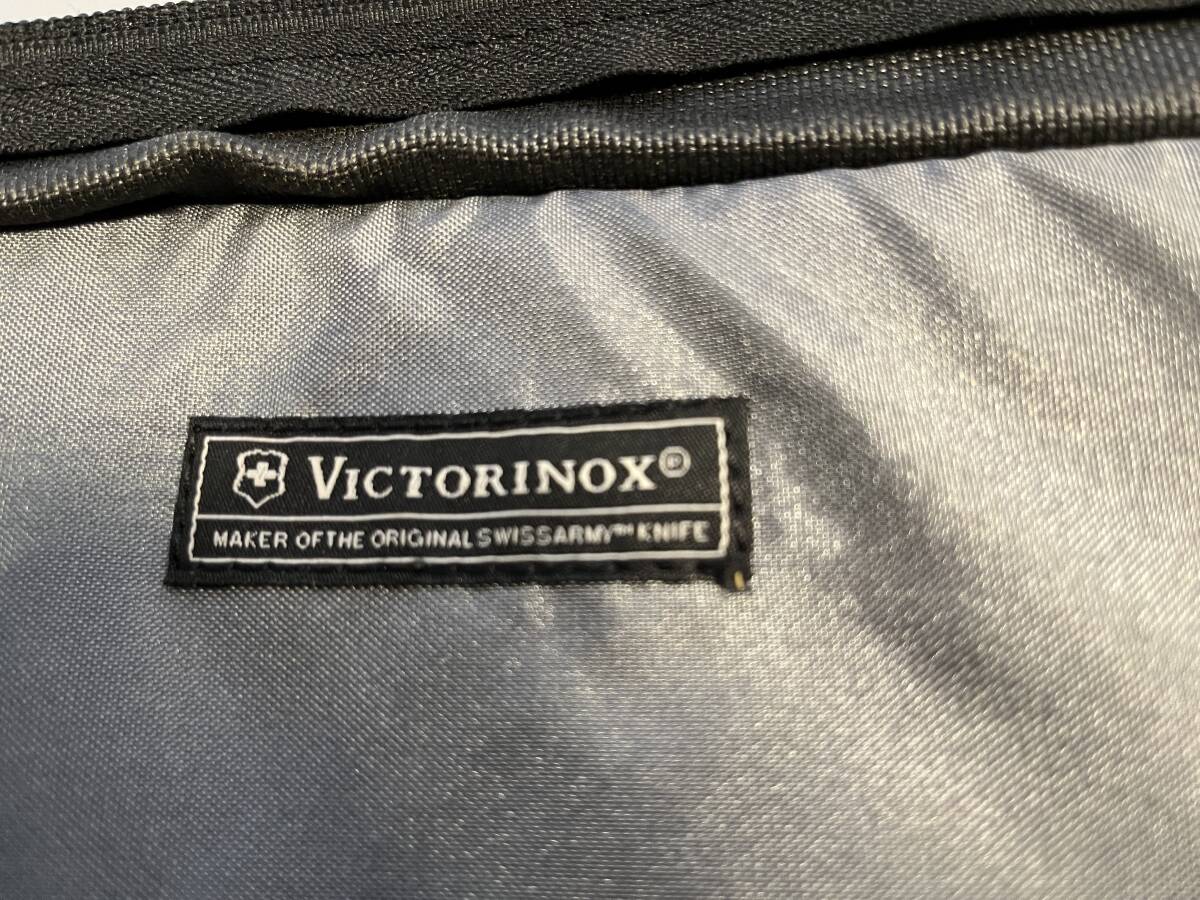 VICTORINOX®
MAKER OF THE ORIGINAL SWISS ARMY™ KNIFE